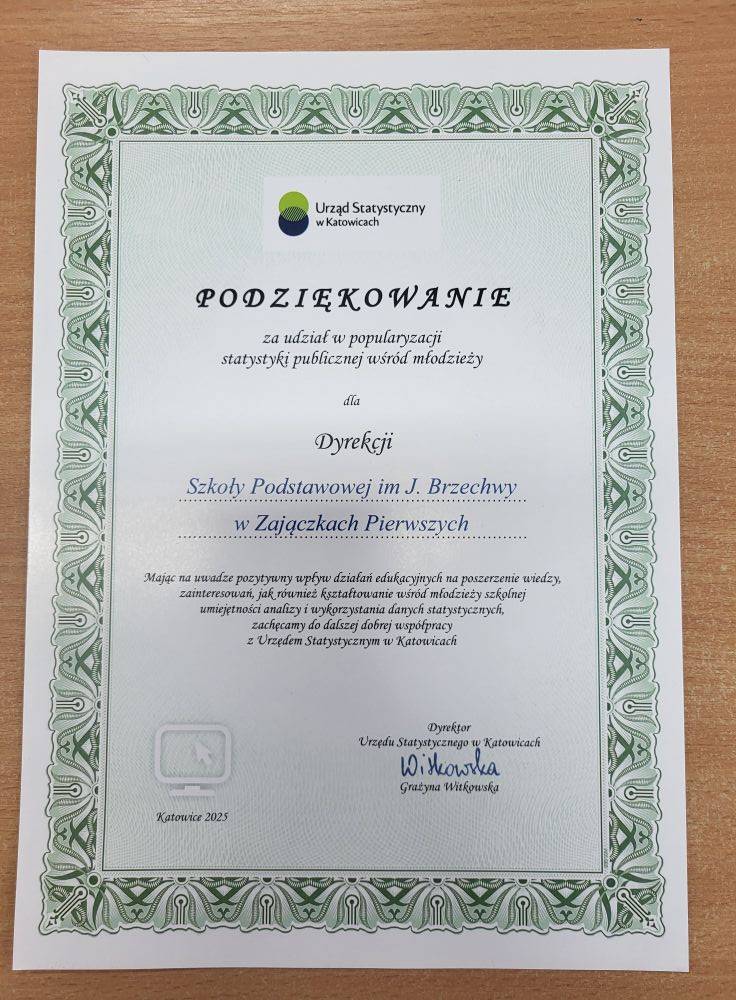 Urząd Statystyczny
w Katowicach
PODZIĘKOWANIE
za udział w popularyzacji
statystyki publicznej wśród młodzieży
dla
Dyrekcji
Szkoły Podstawowej im J. Brzechwy
w Zajączkach Pierwszych
Mając na uwadze pozytywny wpływ działań edukacyjnych na poszerzenie wiedzy,
zainteresowań, jak również kształtowanie wśród młodzieży szkolnej
umiejętności analizy i wykorzystania danych statystycznych,
zachęcamy do dalszej dobrej współpracy
z Urzędem Statystycznym w Katowicach
Dyrektor
Urzędu Statystycznego w Katowicach
Witkowska
Grażyna Witkowska
Katowice 2025